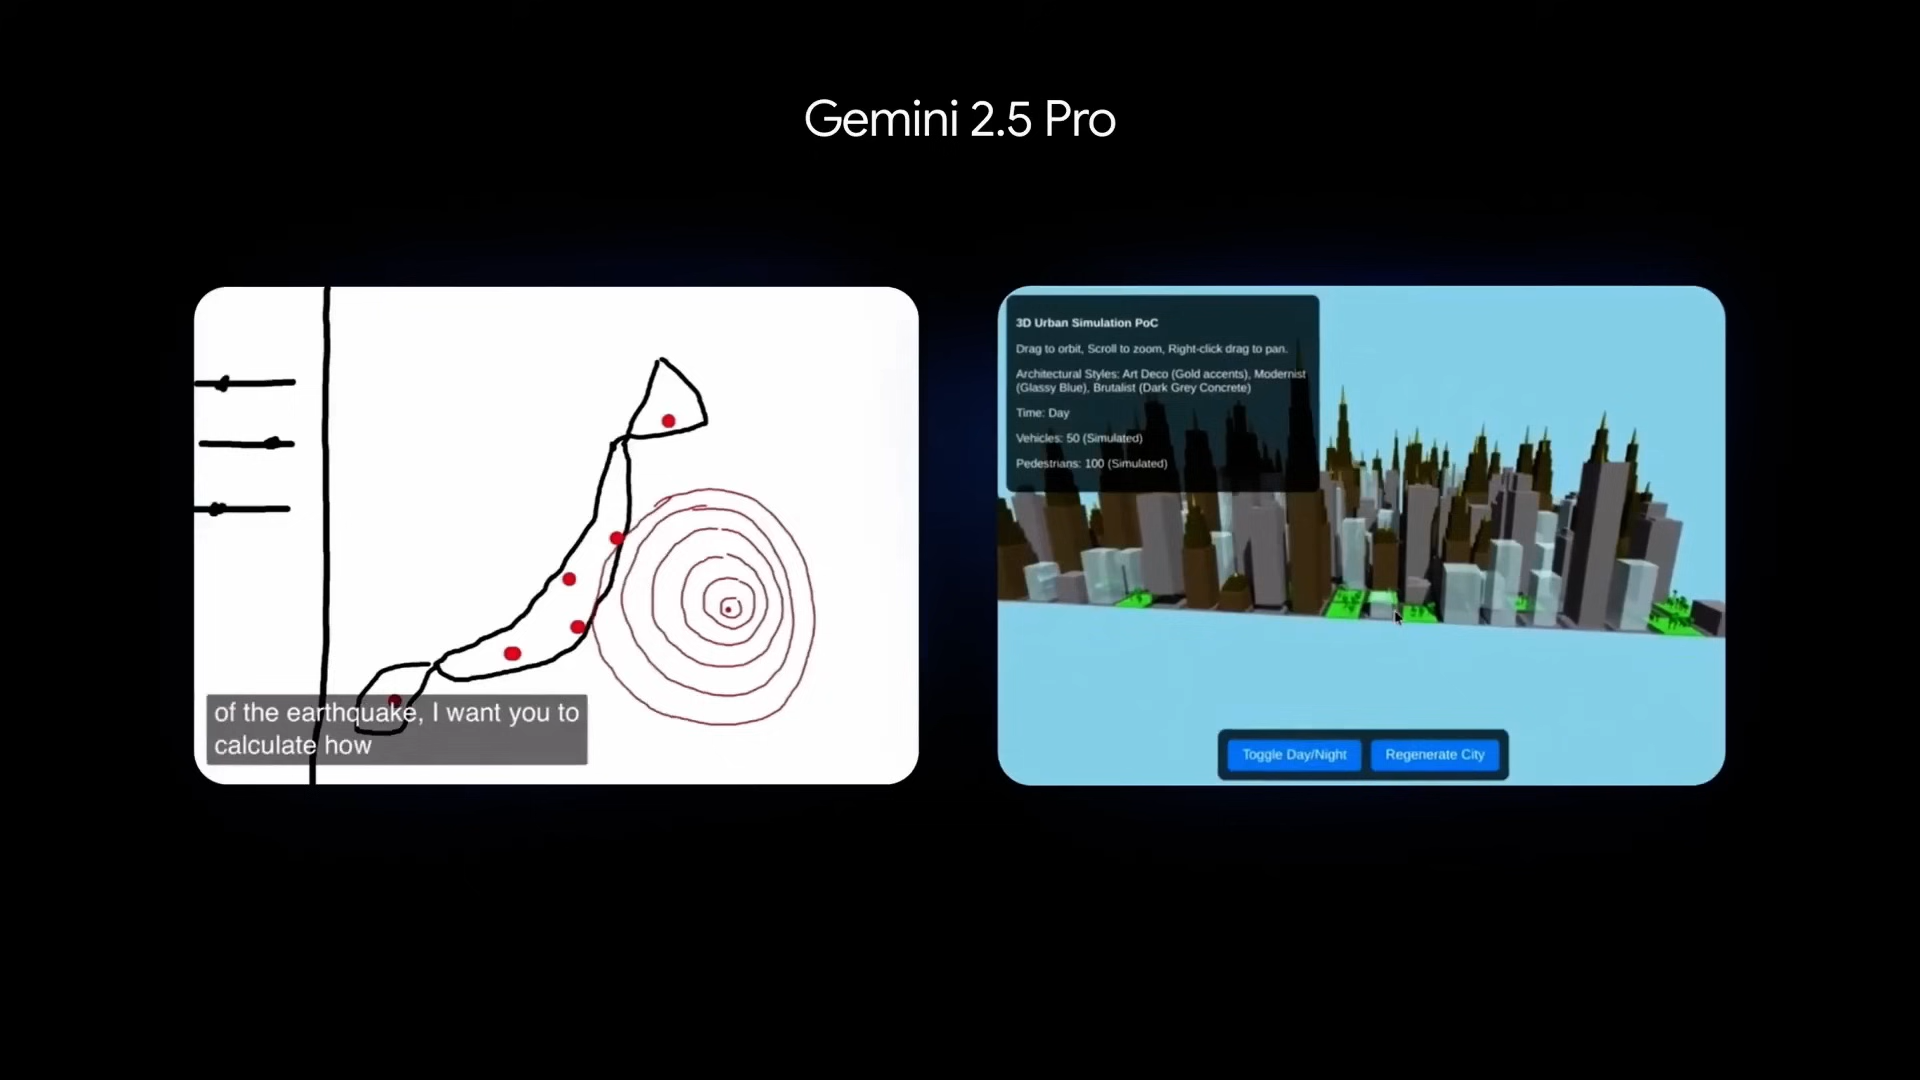 Gemini 2.5 Pro
of the earthquake, I want you to
calculate how
3D Urban Simulation PoC
Drag to orbit, Scroll to zoom, Right-click drag to pan.
Architectural Styles: Art Deco (Gold accents), Modernist
(Glassy Blue), Brutalist (Dark Grey Concrete)
Time: Day
Vehicles: 50 (Simulated)
Pedestrians: 100 (Simulated)
Toggle Day/Night
Regenerate City